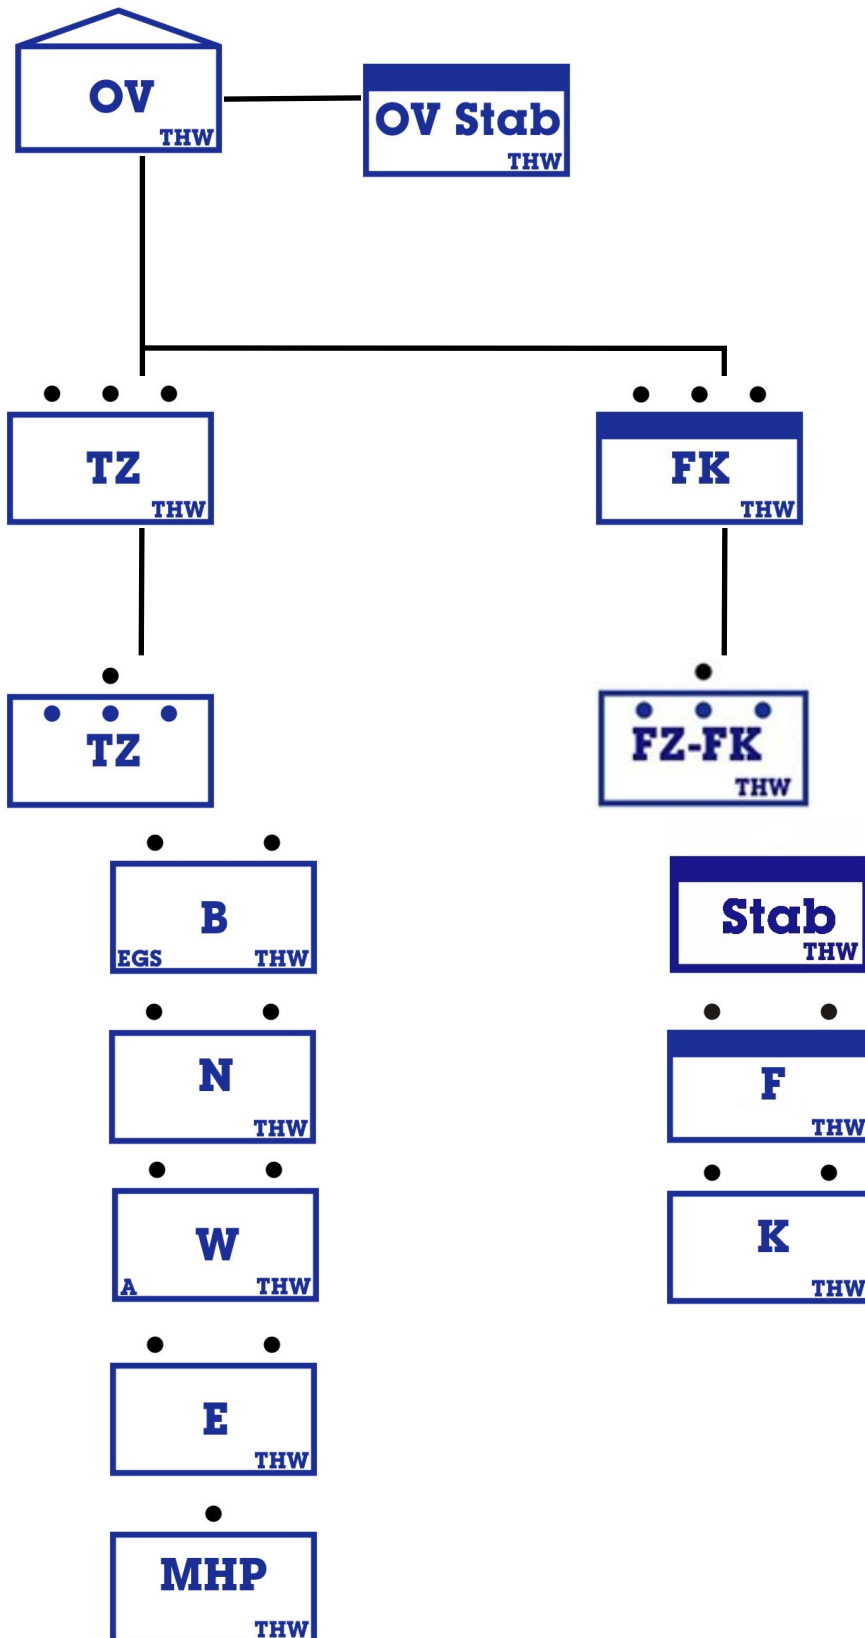 OV
THW
OV Stab
THW
TZ
THW
FK
THW
TZ
FZ-FK
THW
B
EGS THW
N
THW
W
A THW
E
THW
MHP
THW
Stab
THW
F
THW
K
THW